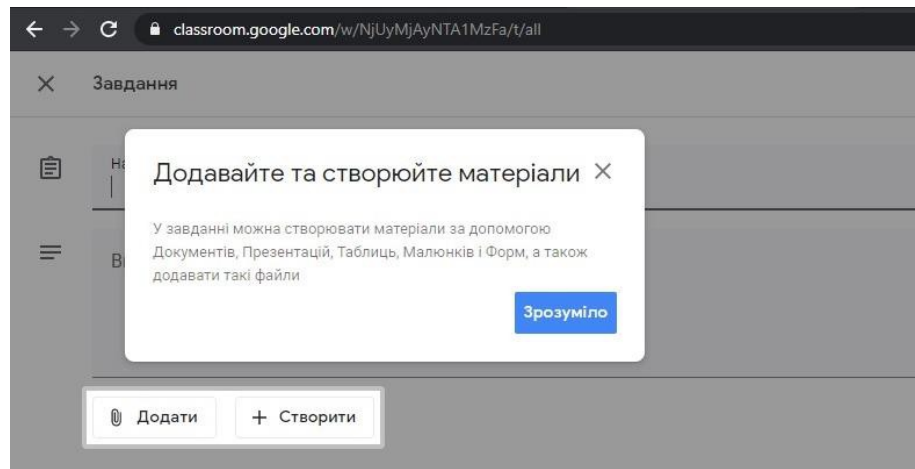 classroom.google.com/w/NjUyMjAyNTA1MzFa/t/all
Завдання
Додавайте та створюйте матеріали
У завданні можна створювати матеріали за допомогою
Документів, Презентацій, Таблиць, Малюнків і Форм, а також
додавати такі файли
Зрозуміло
Додати
+ Створити